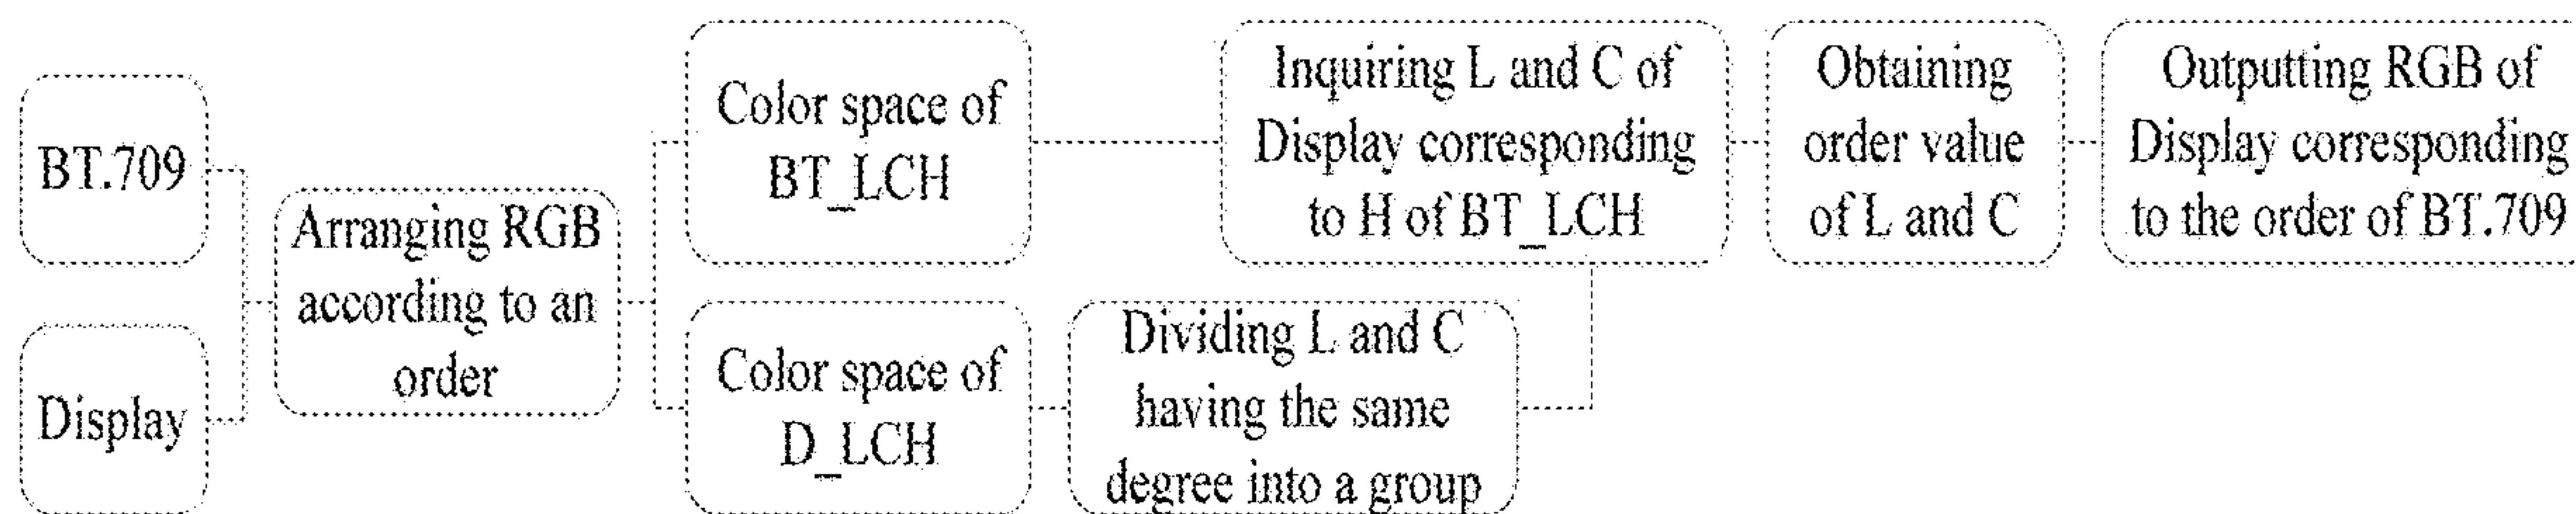 BT.709
Display
Arranging RGB
according to an
order
Color space of
BT_LCH
Color space of
D_LCH
Dividing L and C
having the same
degree into a group
Inquiring L and C of
Display corresponding
to H of BT_LCH
Obtaining
order value
of L and C
Outputting RGB of
Display corresponding
to the order of BT.709